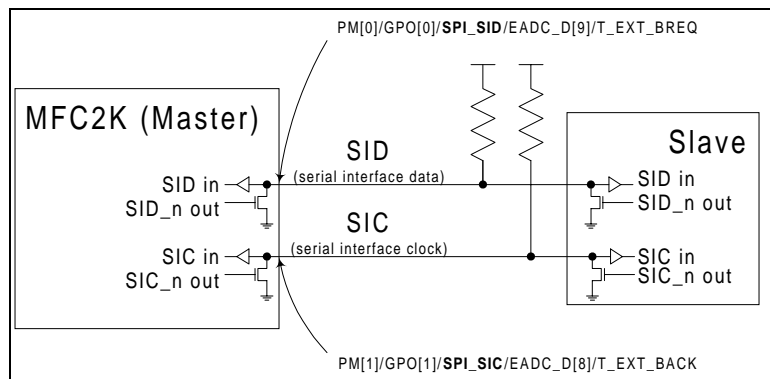 PM[0]/GPO[0]/SPI_SID/EADC_D[9]/T_EXT_BREQ
MFC2K (Master)
Slave
SID
(serial interface data)
SID in
SID_n out
SID in
SID_n out
SIC
(serial interface clock)
SIC in
SIC_n out
SIC in
SIC_n out
PM[1]/GPO[1]/SPI_SIC/EADC_D[8]/T_EXT_BACK